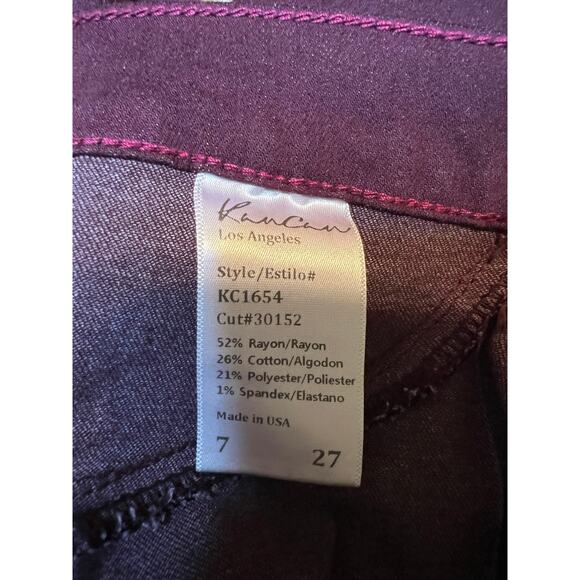 KanCan
Los Angeles
Style/Estilo#
KC1654
Cut#30152
52% Rayon/Rayon
26% Cotton/Algodon
21% Polyester/Poliester
1% Spandex/Elastano
Made in USA
7 27